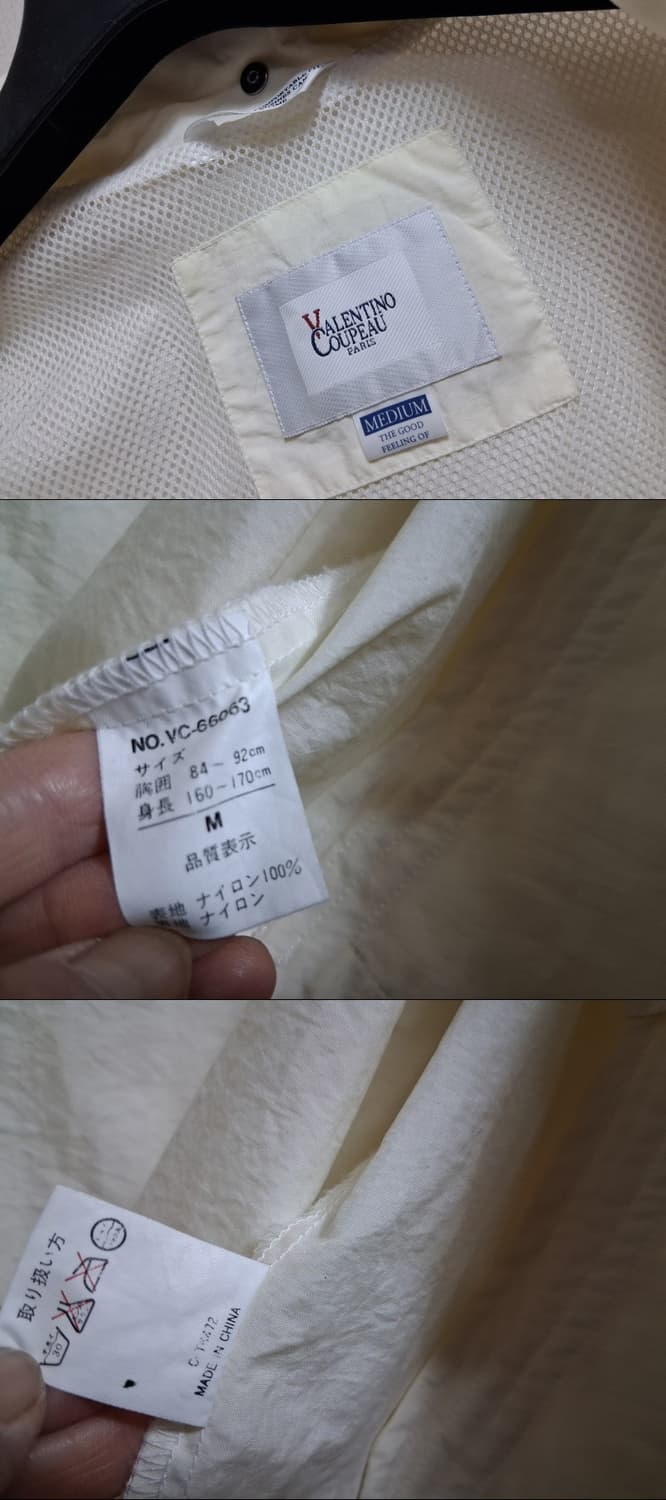 VALENTINO
COUPEAU
PARIS
MEDIUM
THE GOOD
FEELING OF
NO.VC-66063
サイズ
胸囲 84～92cm
身長 160～170cm
M
品質表示
表地 ナイロン100%
ナイロン
取り扱い方
30
MADE IN CHINA